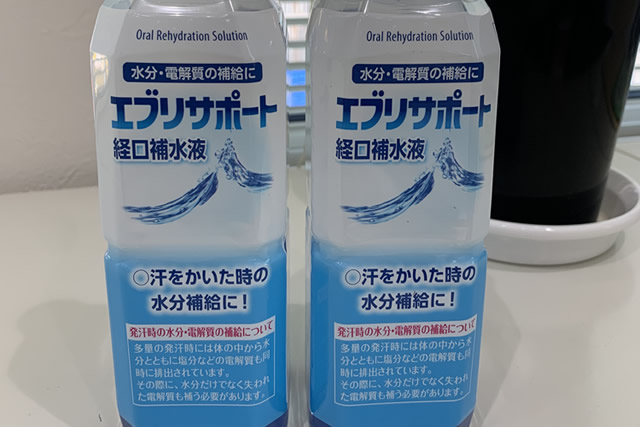 Oral Rehydration Solution
水分・電解質の補給に
エブリサポート
経口補水液
○汗をかいた時の
水分補給に!
発汗時の水分・電解質の補給について
多量の発汗時には体の中から水
分とともに塩分などの電解質も同
時に排出されています。
その際に、水分だけでなく失われ
た電解質も補う必要があります。
Oral Rehydration Solution
水分・電解質の補給に
エブリサポート
経口補水液
○汗をかいた時の
水分補給に!
発汗時の水分・電解質の補給について
多量の発汗時には体の中から水
分とともに塩分などの電解質も同
時に排出されています。
その際に、水分だけでなく失われ
た電解質も補う必要があります。